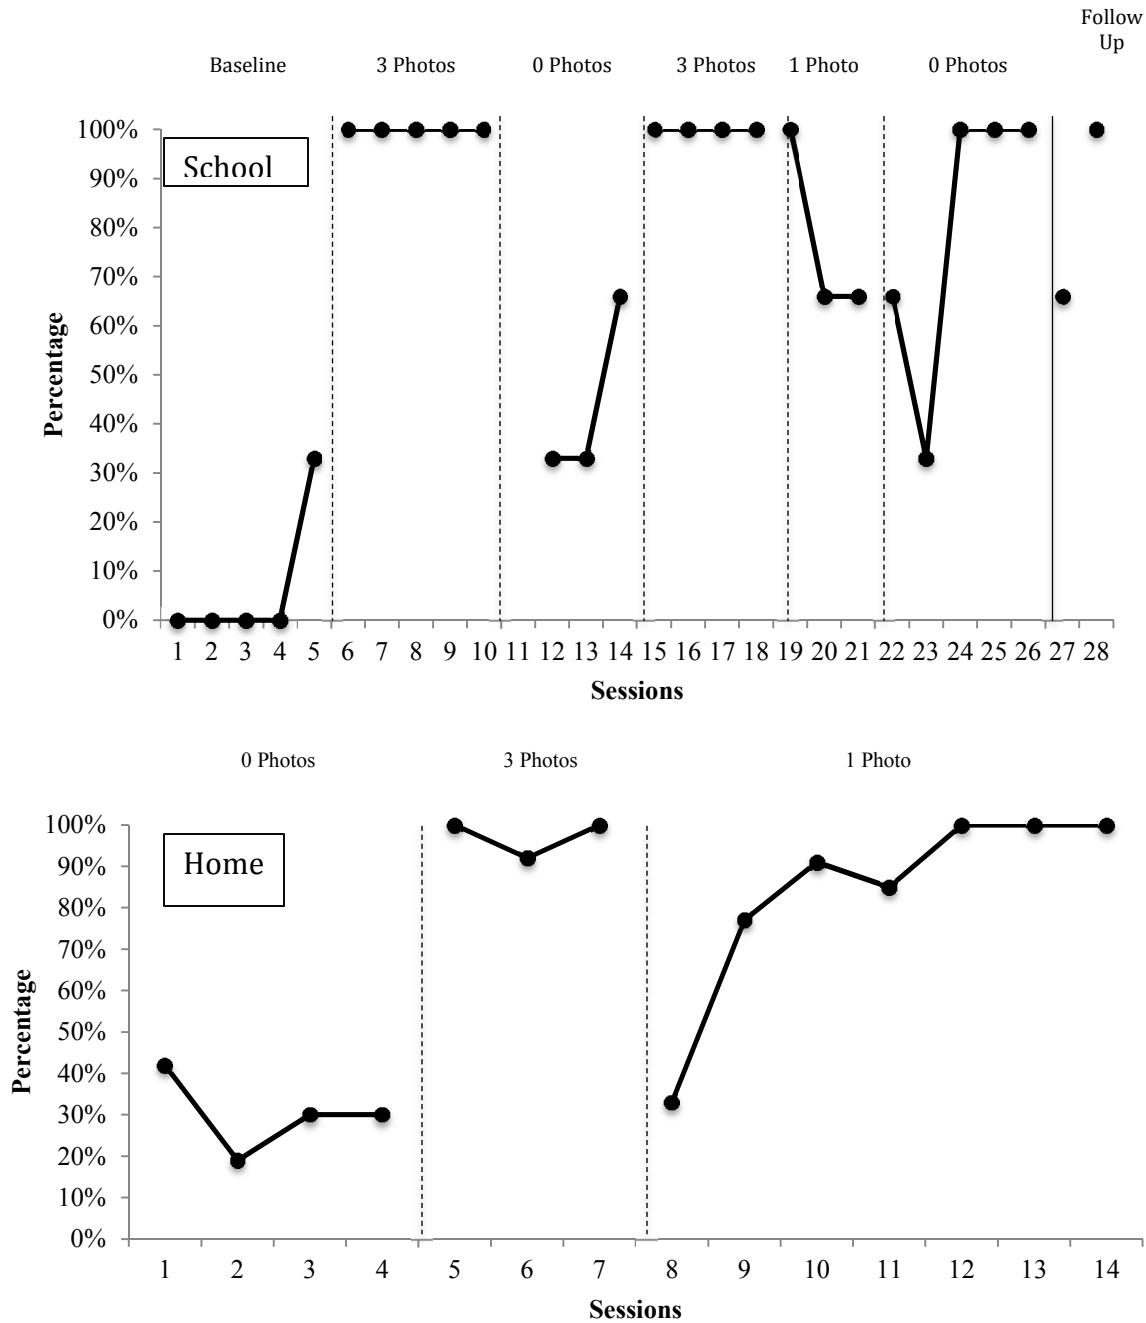 Follow
Up
Baseline 3 Photos 0 Photos 3 Photos 1 Photo 0 Photos
School
100%
90%
80%
70%
60%
50%
40%
30%
20%
10%
0%
Percentage
1 2 3 4 5 6 7 8 9 10 11 12 13 14 15 16 17 18 19 20 21 22 23 24 25 26 27 28
Sessions
0 Photos 3 Photos 1 Photo
Home
100%
90%
80%
70%
60%
50%
40%
30%
20%
10%
0%
Percentage
1 2 3 4 5 6 7 8 9 10 11 12 13 14
Sessions